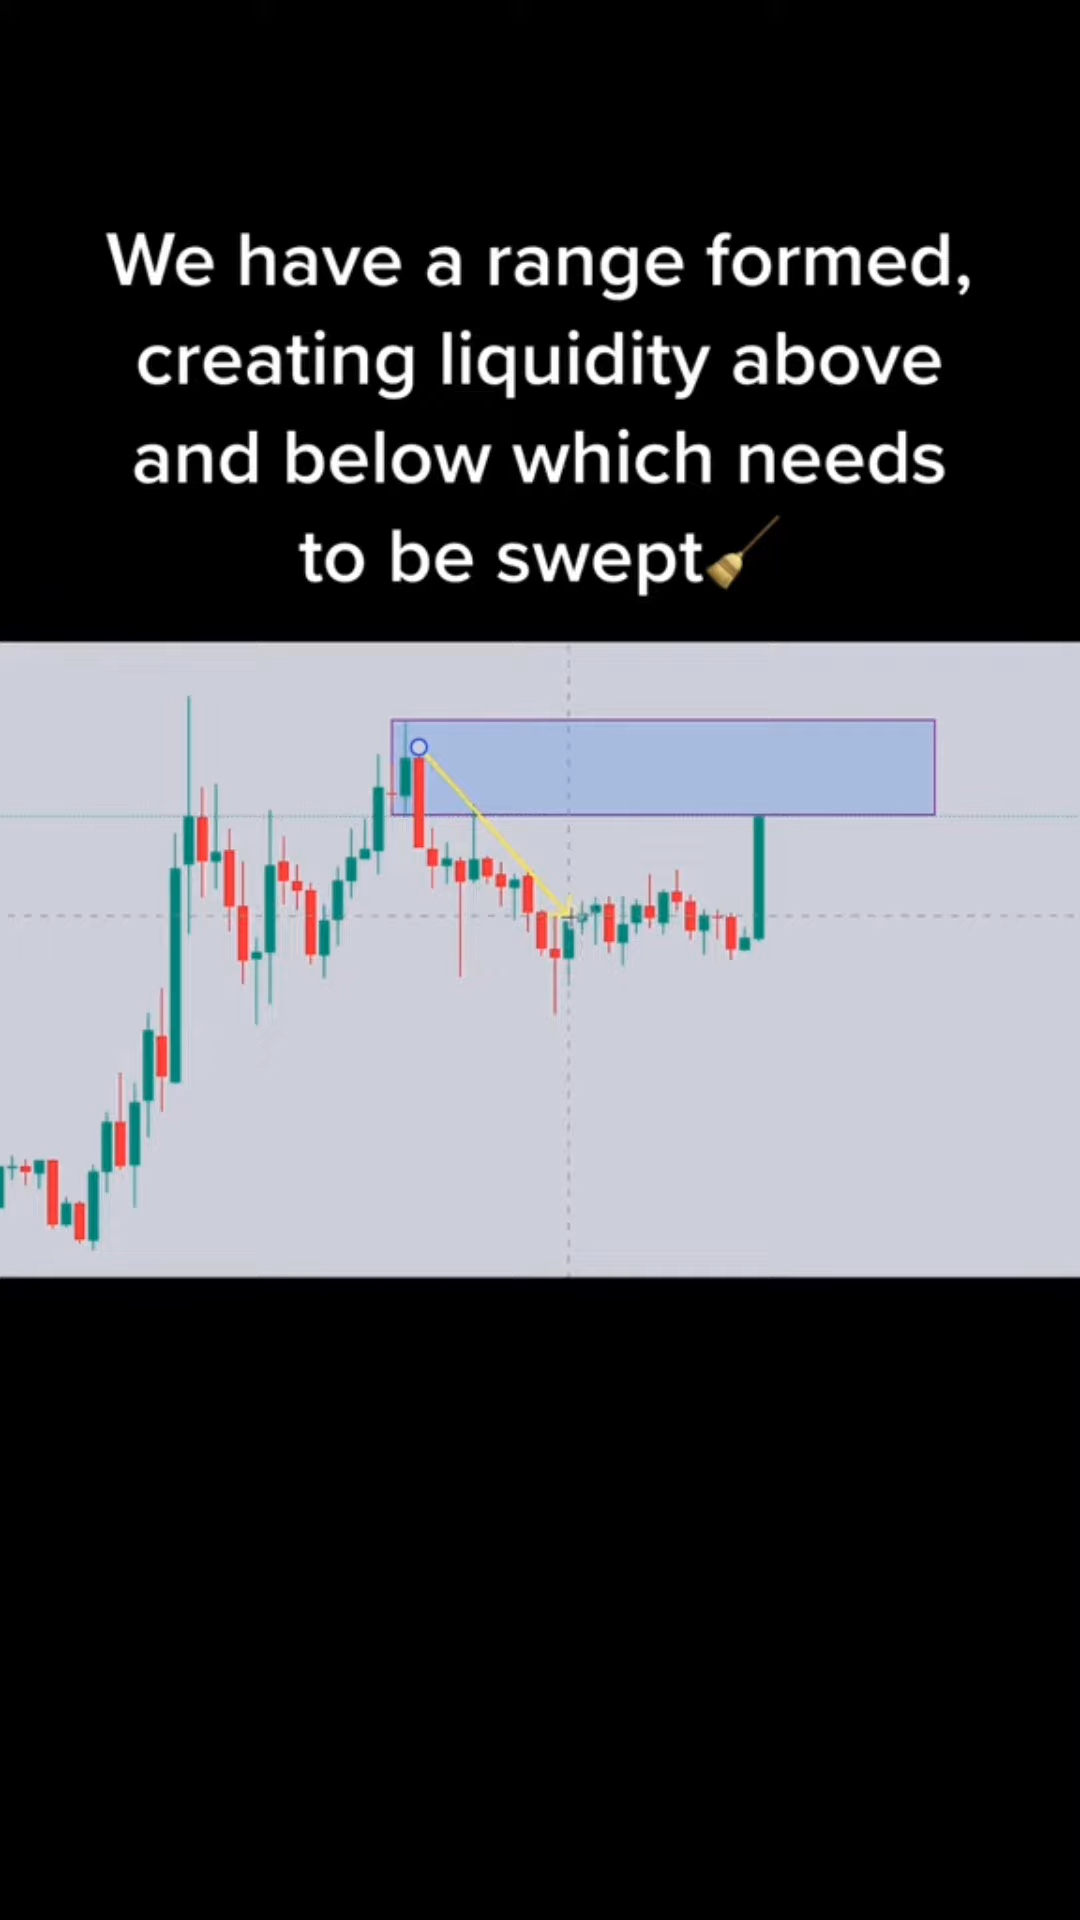 We have a range formed,
creating liquidity above
and below which needs
to be swept🧹